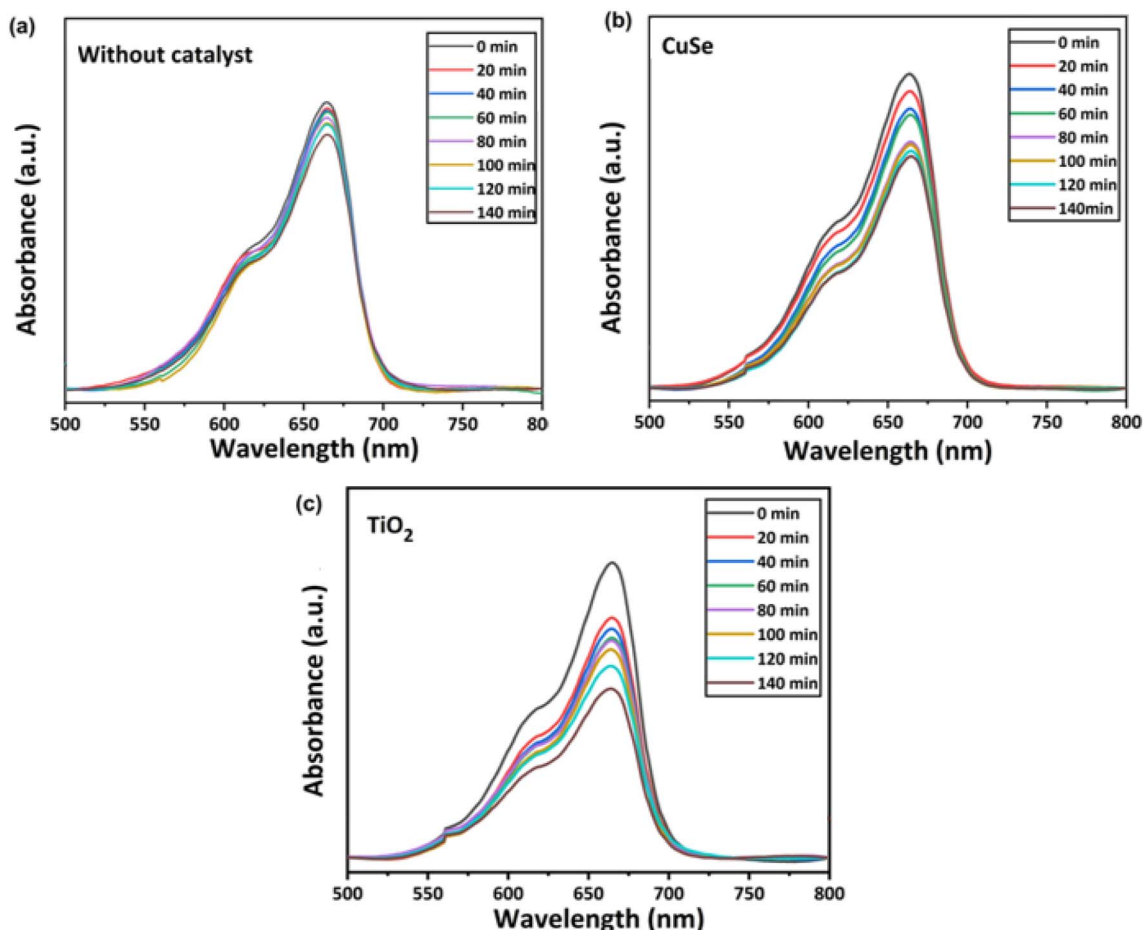 (a)
Without catalyst
0 min
20 min
40 min
60 min
80 min
100 min
120 min
140 min
Absorbance (a.u.)
500 550 600 650 700 750 80
Wavelength (nm)
(b)
CuSe
0 min
20 min
40 min
60 min
80 min
100 min
120 min
140min
Absorbance (a.u.)
500 550 600 650 700 750 800
Wavelength (nm)
(c)
TiO2
0 min
20 min
40 min
60 min
80 min
100 min
120 min
140 min
Absorbance (a.u.)
500 550 600 650 700 750 800
Wavelength (nm)